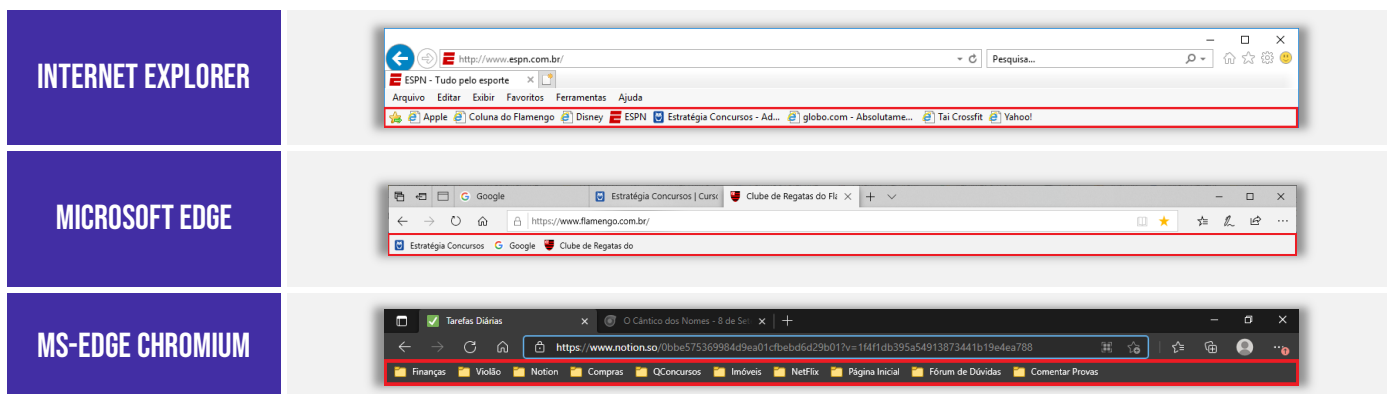 INTERNET EXPLORER
http://www.espn.com.br/
Pesquisa...
ESPN - Tudo pelo esporte
Arquivo Editar Exibir Favoritos Ferramentas Ajuda
Apple Coluna do Flamengo Disney ESPN Estratégia Concursos - Ad... globo.com - Absolutame... Tai Crossfit Yahoo!
MICROSOFT EDGE
Google Estratégia Concursos | Curso Clube de Regatas do Fla
https://www.flamengo.com.br/
Estratégia Concursos Google Clube de Regatas do
MS-EDGE CHROMIUM
Tarefas Diárias O Cântico dos Nomes - 8 de Set
https://www.notion.so/0bbe575369984d9ea01cfbebd6d29b01?v=1f4f1db395a54913873441b19e4ea788
Finanças Violão Notion Compras QConcursos Imóveis NetFlix Página Inicial Fórum de Dúvidas Comentar Provas